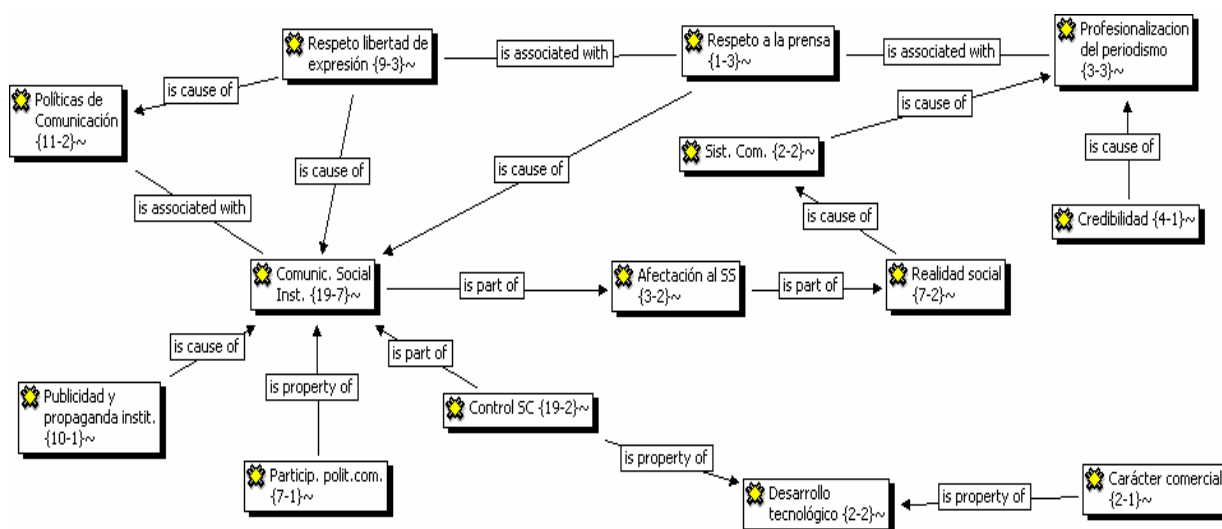 Respeto libertad de
expresión {9-3}~
is associated with
Respeto a la prensa
{1-3}~
is associated with
Profesionalizacion
del periodismo
{3-3}~
is cause of
Políticas de
Comunicación
{11-2}~
is cause of
is cause of
is cause of
Sist. Com. {2-2}~
is cause of
is associated with
is cause of
Credibilidad {4-1}~
Comunic. Social
Inst. {19-7}~
is part of
Afectación al SS
{3-2}~
is part of
Realidad social
{7-2}~
is cause of
is property of
is part of
Publicidad y
propaganda instit.
{10-1}~
Control SC {19-2}~
Particip. polit.com.
{7-1}~
is property of
Desarrollo
tecnológico {2-2}~
is property of
Carácter comercial
{2-1}~